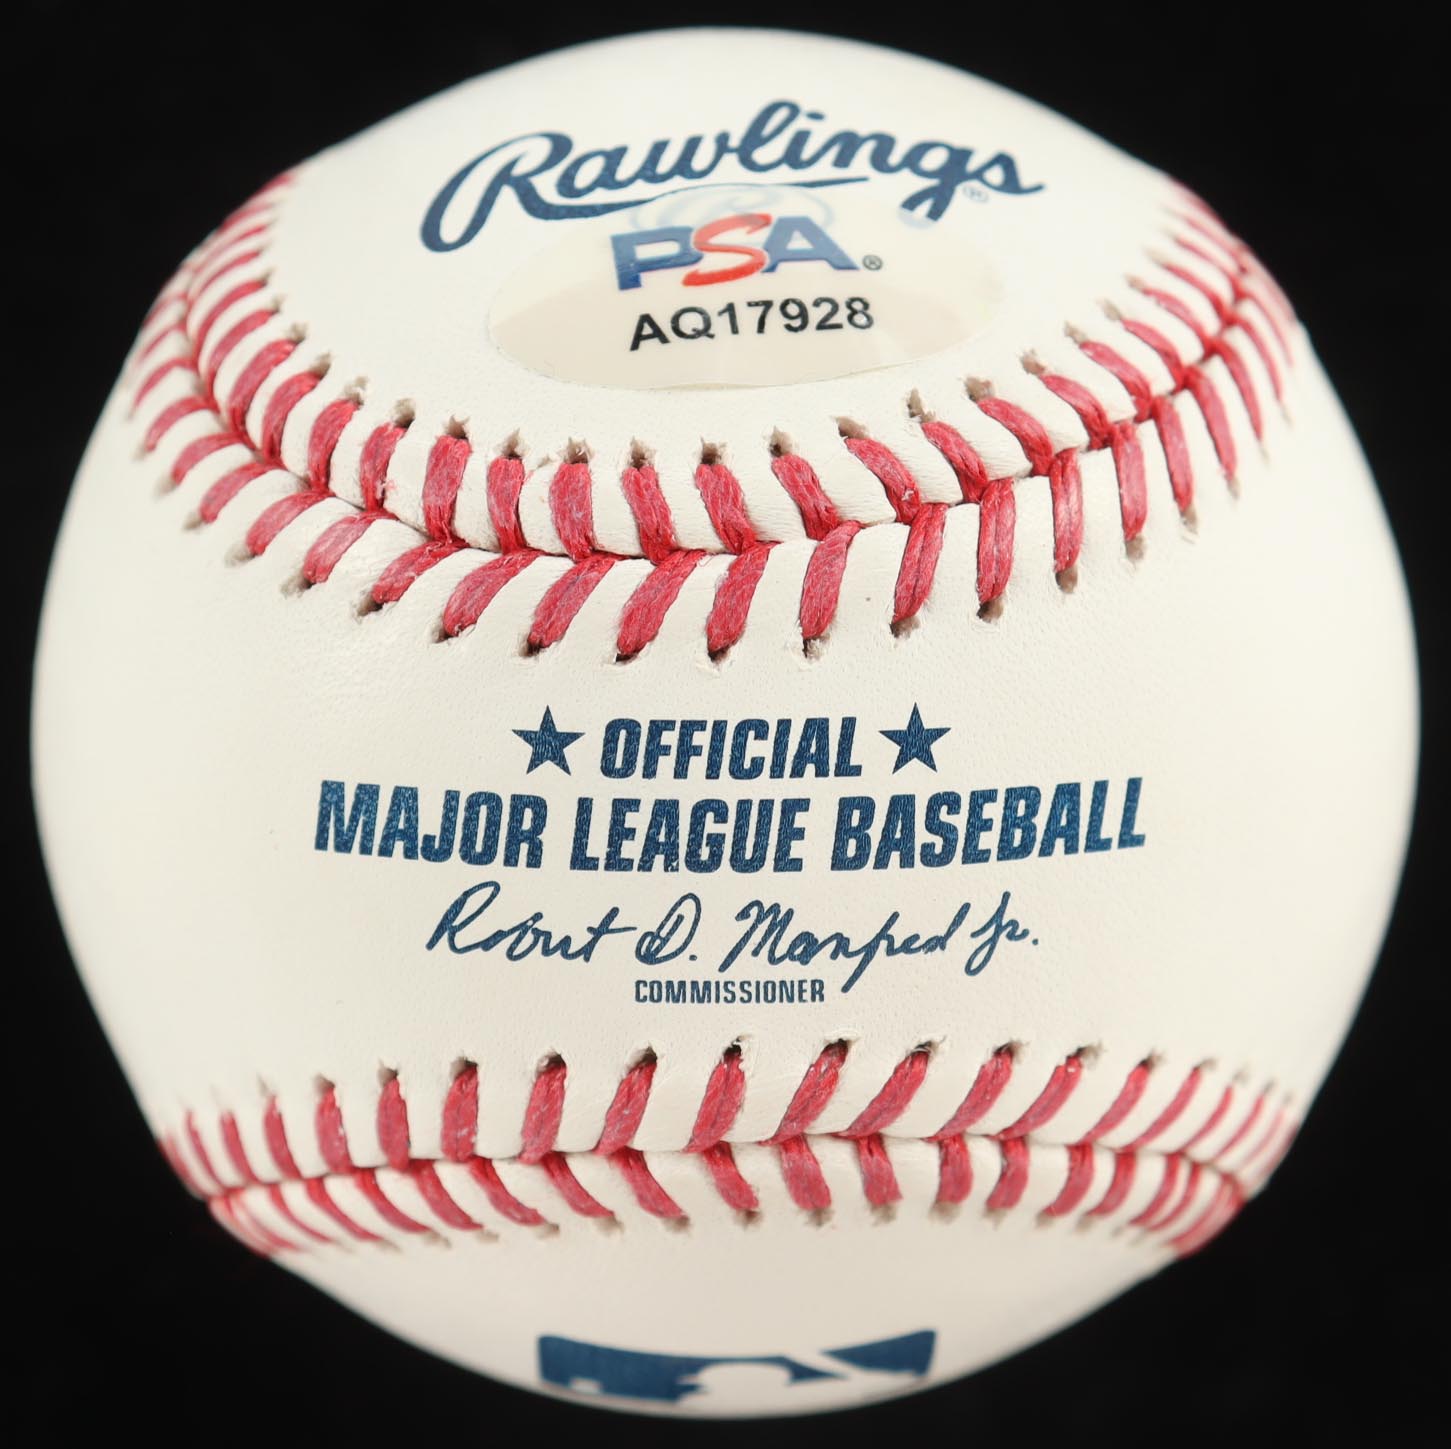 Rawlings®
PSA®
AQ17928
★ OFFICIAL ★
MAJOR LEAGUE BASEBALL
Robert D. Manfred Jr.
COMMISSIONER